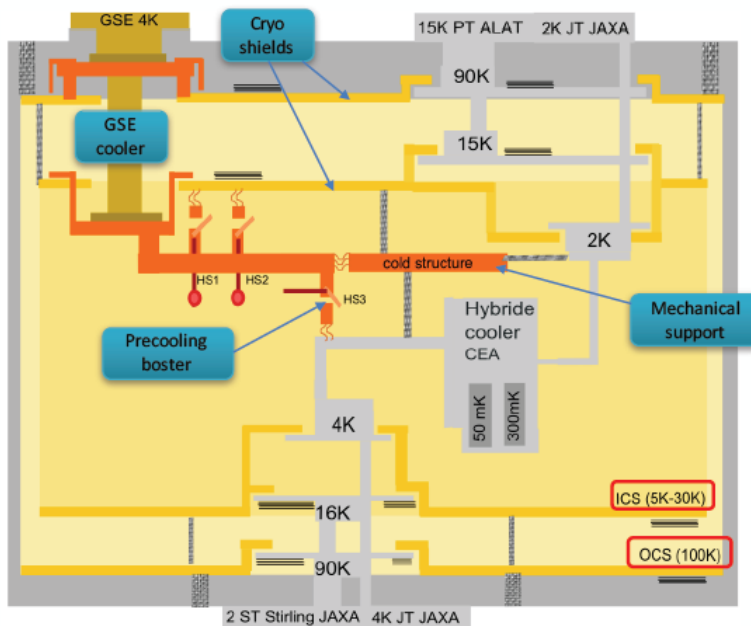 GSE 4K
Cryo
shields
15K PT ALAT
2K JT JAXA
90K
GSE
cooler
15K
2K
cold structure
HS1
HS2
HS3
Mechanical
support
Precooling
boster
Hybride
cooler
CEA
50 mK
300mK
4K
ICS (5K-30K)
16K
OCS (100K)
90K
2 ST Stirling JAXA
4K JT JAXA